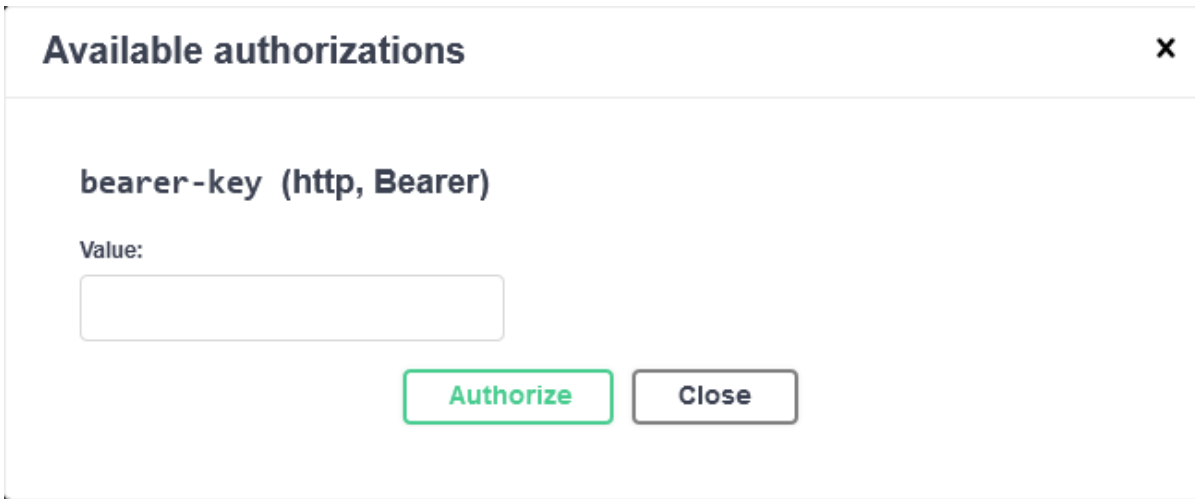 Available authorizations
bearer-key (http, Bearer)
Value:
Authorize Close